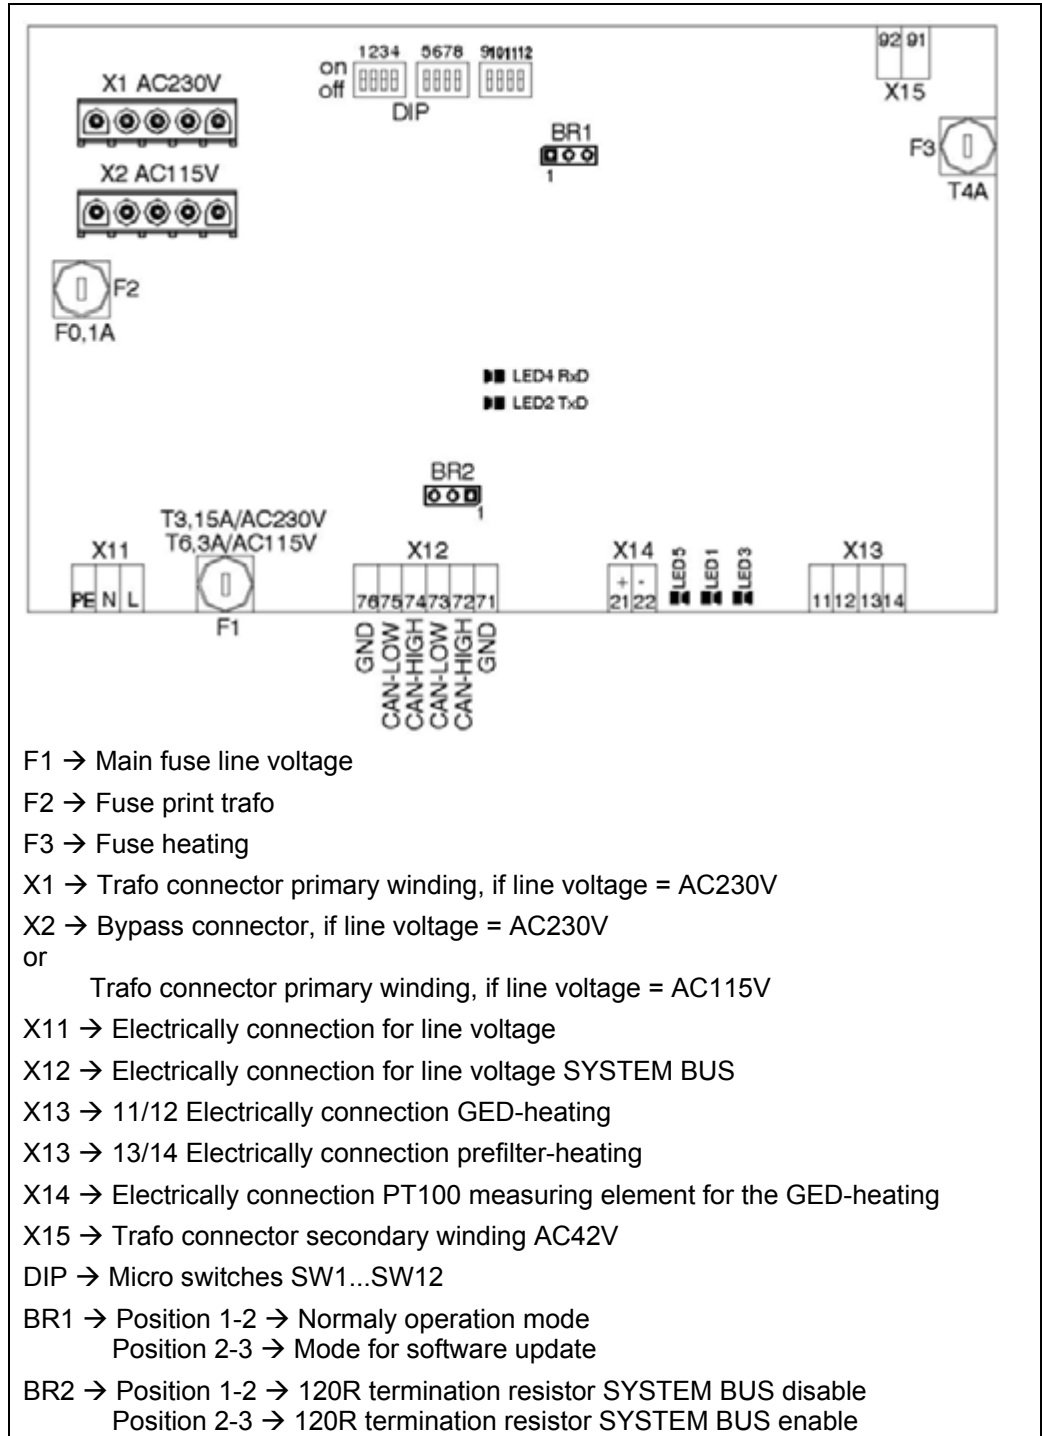 1234 5678 9101112
on
off
DIP
92 91
X15
X1 AC230V
BR1
1
F3
T4A
X2 AC115V
F2
F0,1A
LED4 RxD
LED2 TxD
BR2
1
T3,15A/AC230V
T6,3A/AC115V
X11
PE N L
F1
X12
76 75 74 73 72 71
GND
CAN-LOW
CAN-HIGH
CAN-LOW
CAN-HIGH
GND
X14
+ -
21 22
LED5
LED1
LED3
X13
11 12 13 14
F1 → Main fuse line voltage
F2 → Fuse print trafo
F3 → Fuse heating
X1 → Trafo connector primary winding, if line voltage = AC230V
X2 → Bypass connector, if line voltage = AC230V
or
Trafo connector primary winding, if line voltage = AC115V
X11 → Electrically connection for line voltage
X12 → Electrically connection for line voltage SYSTEM BUS
X13 → 11/12 Electrically connection GED-heating
X13 → 13/14 Electrically connection prefilter-heating
X14 → Electrically connection PT100 measuring element for the GED-heating
X15 → Trafo connector secondary winding AC42V
DIP → Micro switches SW1...SW12
BR1 → Position 1-2 → Normaly operation mode
Position 2-3 → Mode for software update
BR2 → Position 1-2 → 120R termination resistor SYSTEM BUS disable
Position 2-3 → 120R termination resistor SYSTEM BUS enable